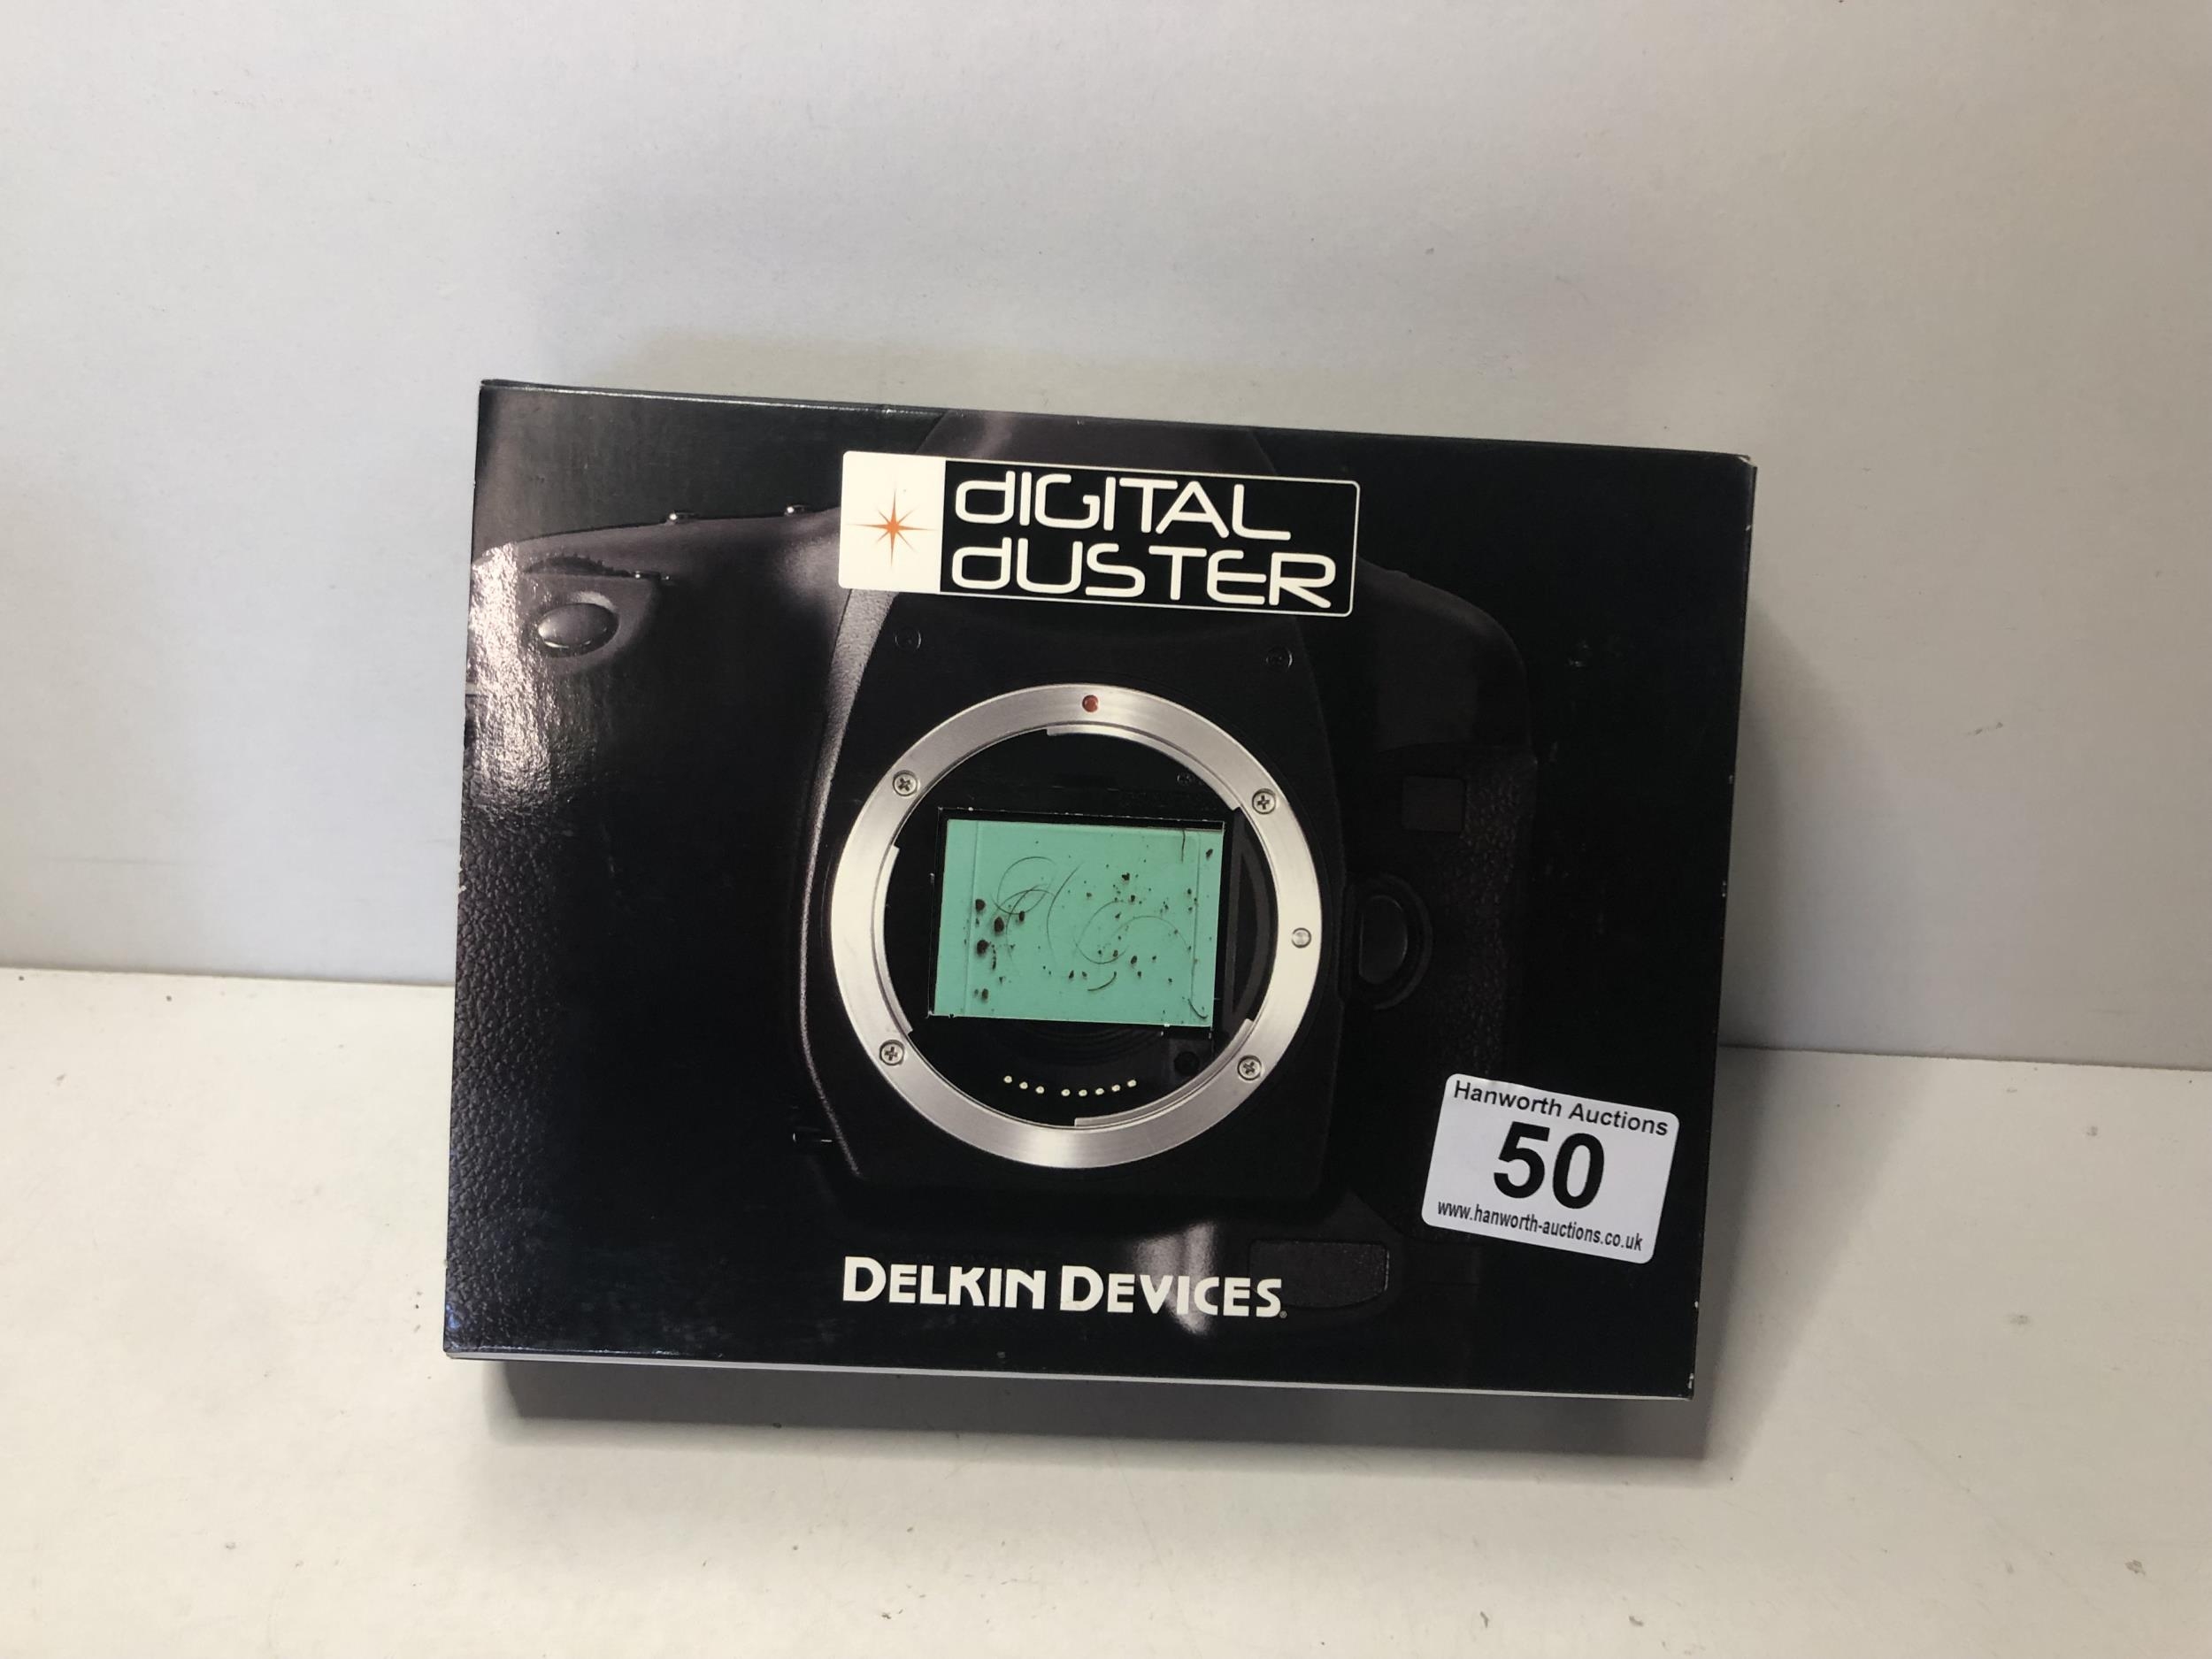 dIGITAL
dUSTER
Hanworth Auctions
50
www.hanworth-auctions.co.uk
DELKIN DEVICES